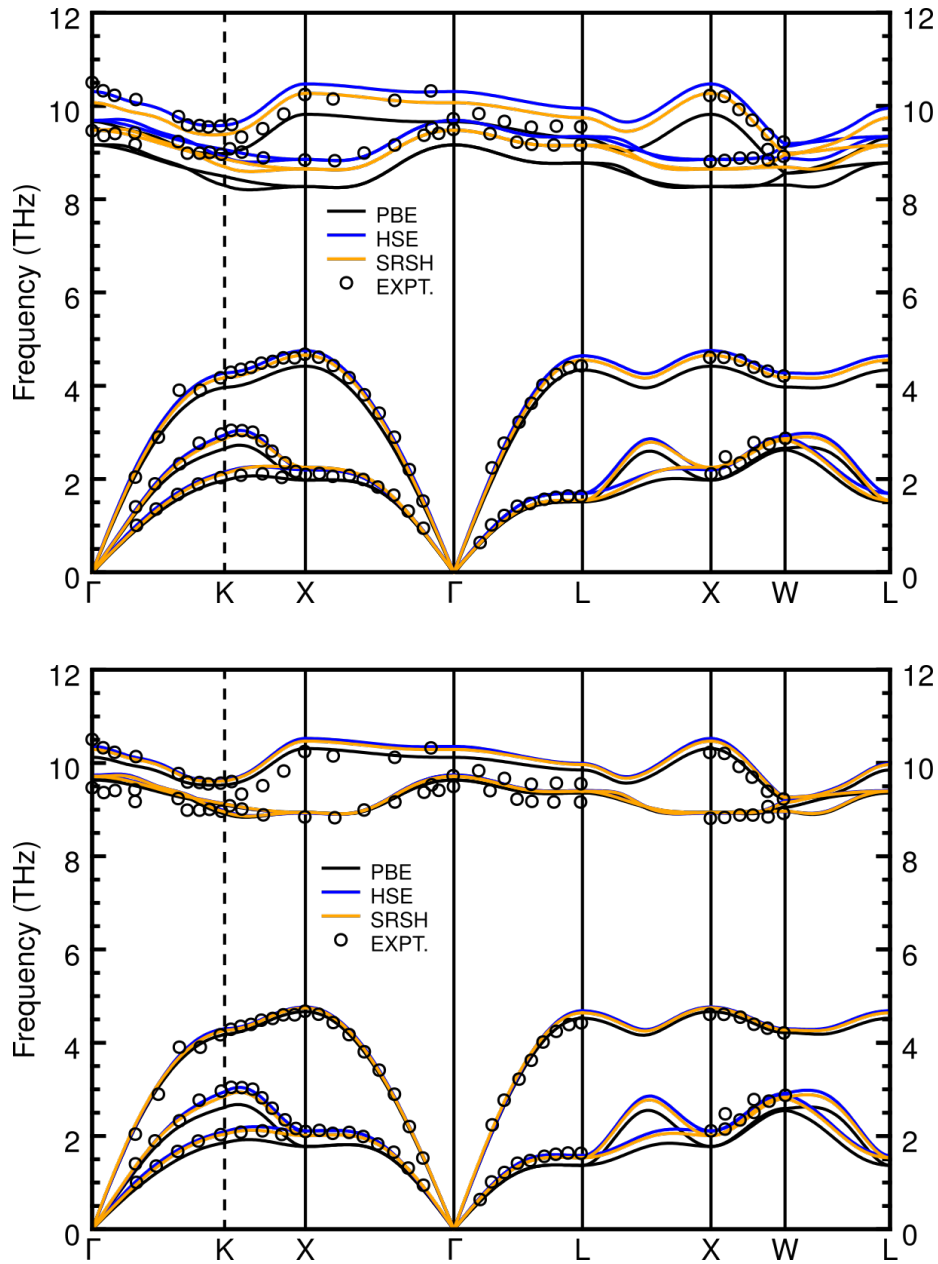 12 12
10 10
8 8
6 6
4 4
2 2
0 0
Frequency (THz)
PBE
HSE
SRSH
EXPT.
Γ K X Γ L X W L
12 12
10 10
8 8
6 6
4 4
2 2
0 0
Frequency (THz)
PBE
HSE
SRSH
EXPT.
Γ K X Γ L X W L